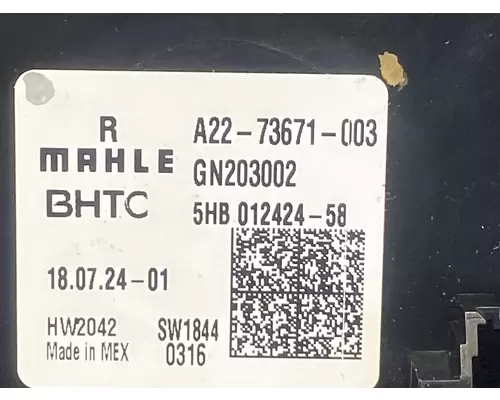 R
MAHLE
BHTC
A22-73671-003
GN203002
5HB 012424-58
18.07.24-01
HW2042
Made in MEX
SW1844
0316